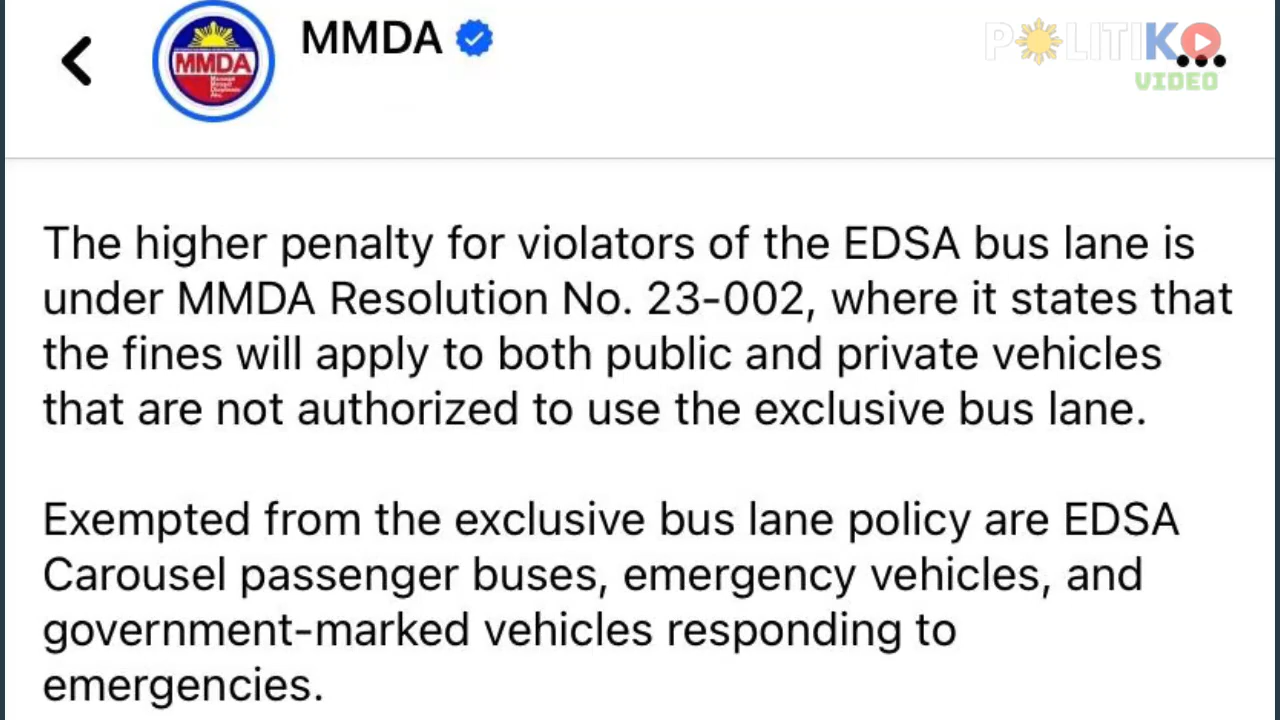 MMDA
POLITIKO
VIDEO
MMDA
The higher penalty for violators of the EDSA bus lane is
under MMDA Resolution No. 23-002, where it states that
the fines will apply to both public and private vehicles
that are not authorized to use the exclusive bus lane.
Exempted from the exclusive bus lane policy are EDSA
Carousel passenger buses, emergency vehicles, and
government-marked vehicles responding to
emergencies.